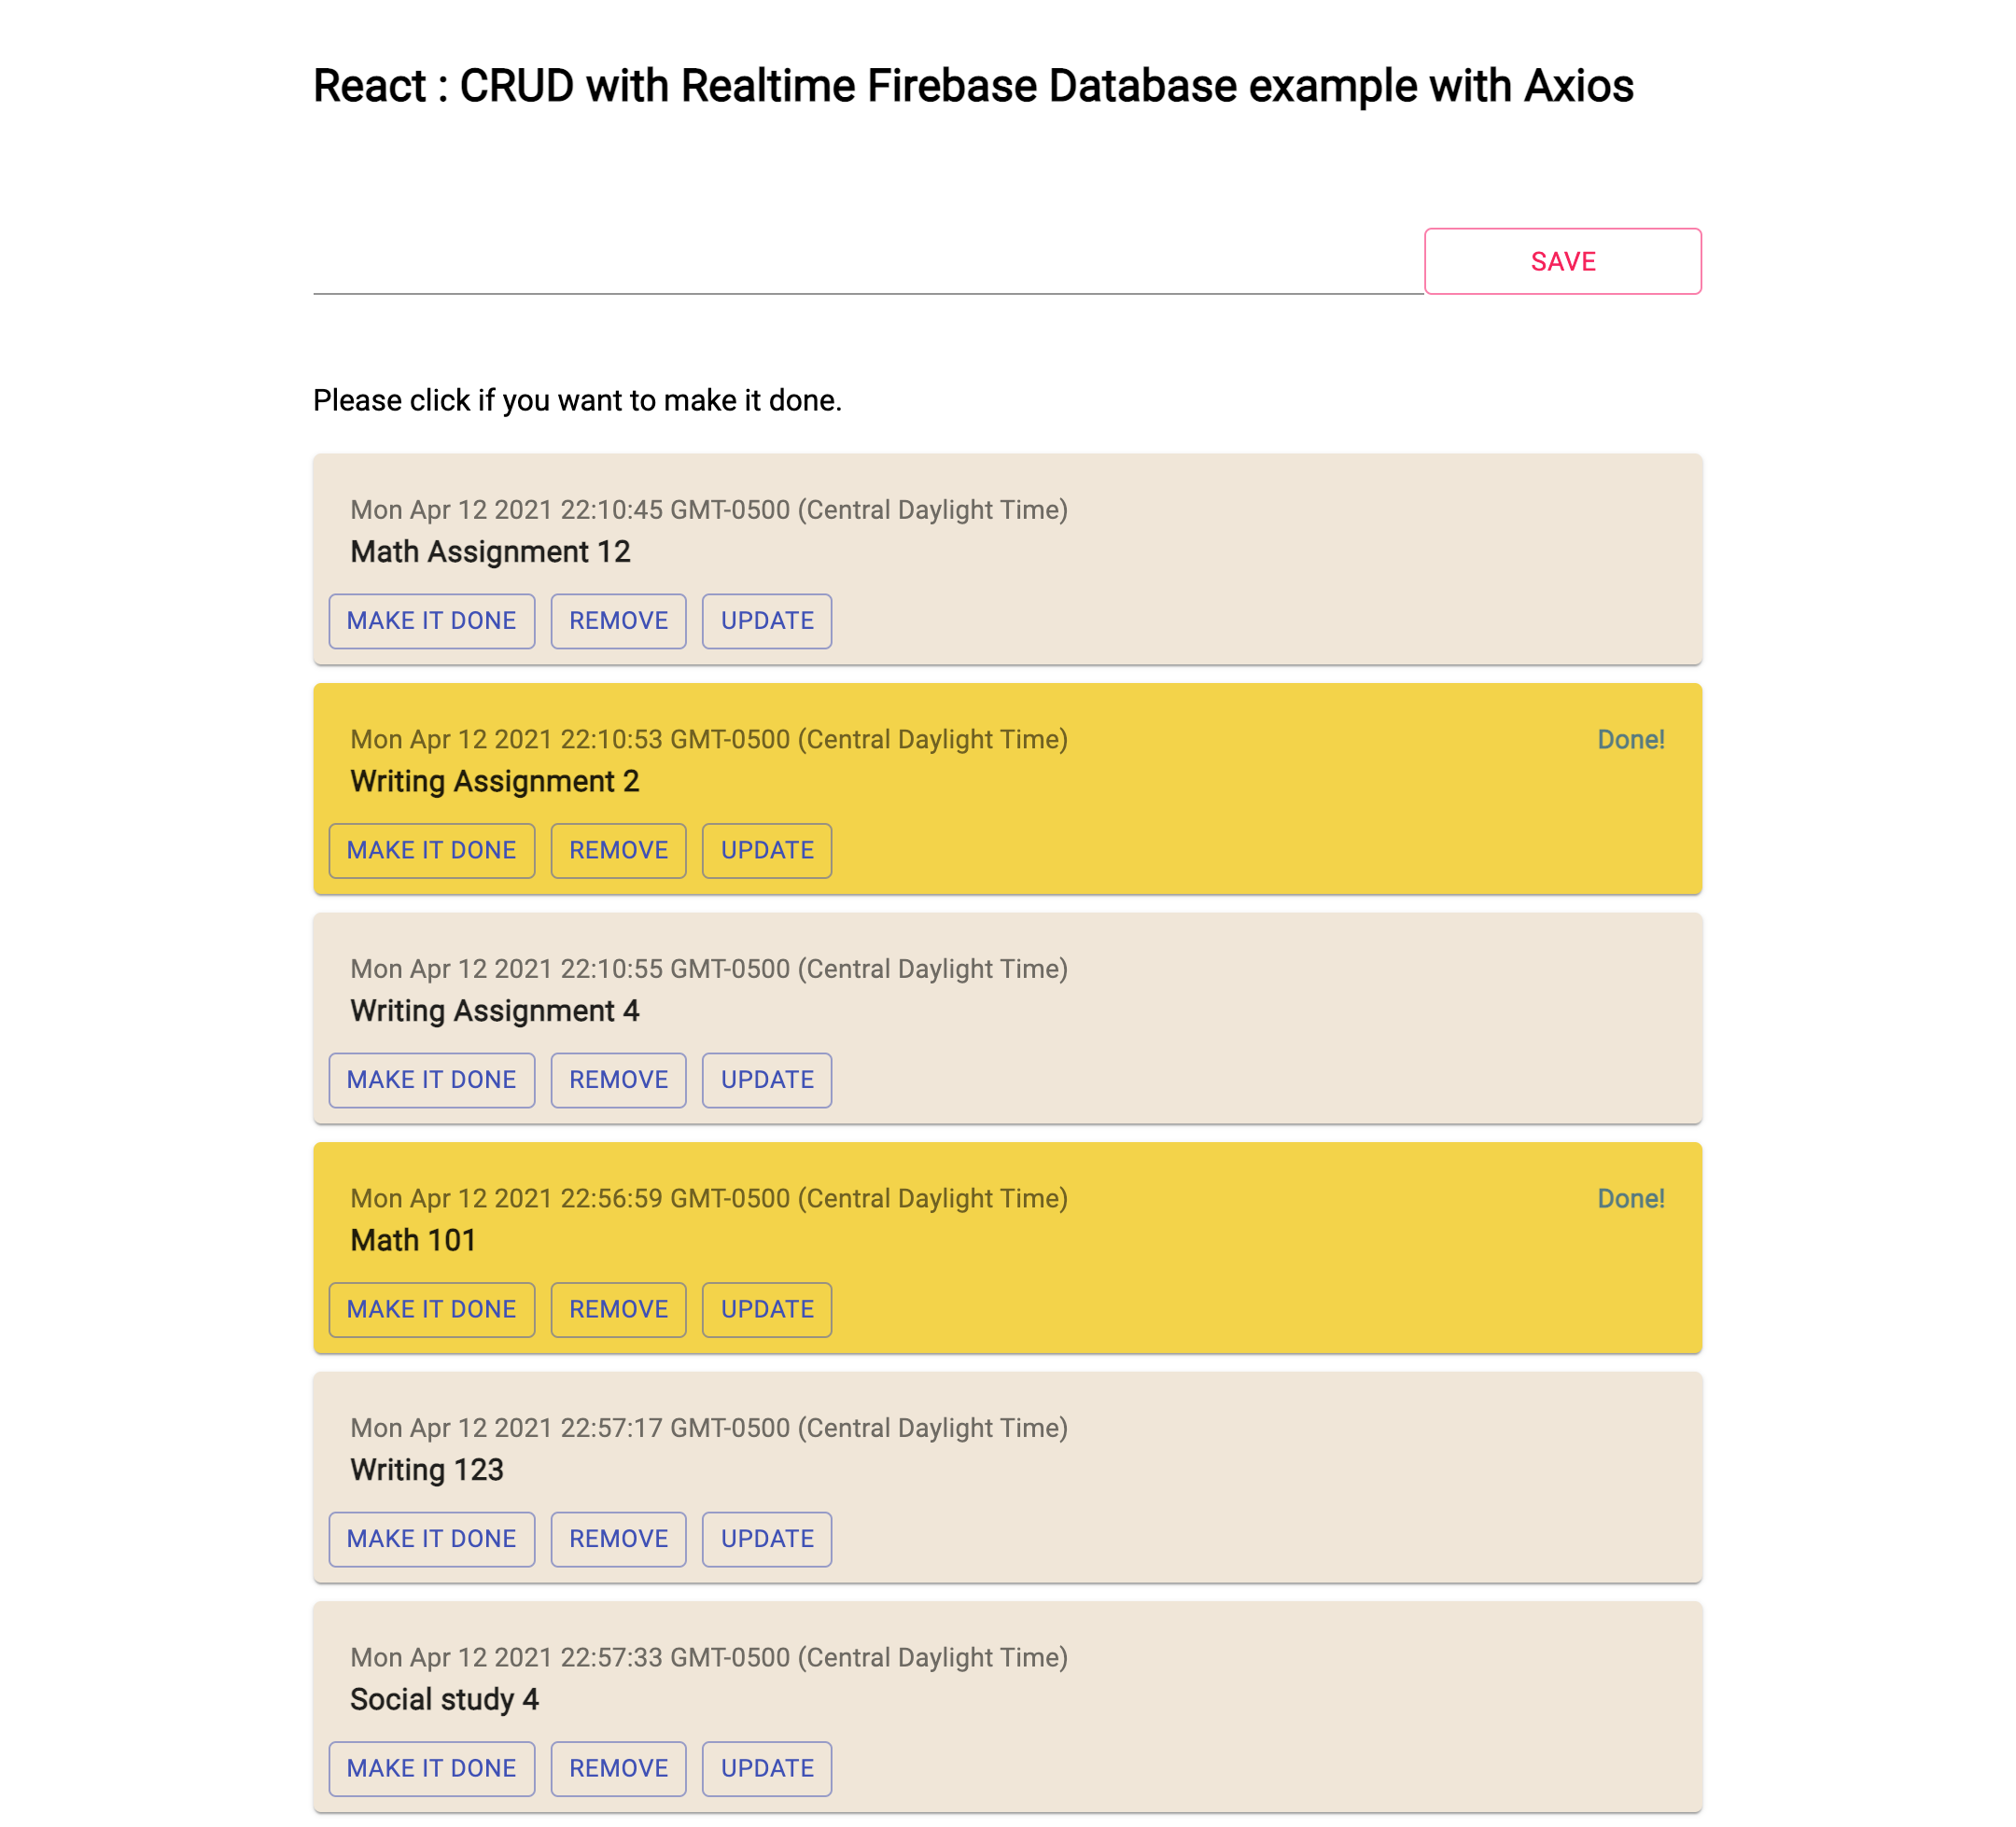 React : CRUD with Realtime Firebase Database example with Axios
SAVE
Please click if you want to make it done.
Mon Apr 12 2021 22:10:45 GMT-0500 (Central Daylight Time)
Math Assignment 12
MAKE IT DONE REMOVE UPDATE
Mon Apr 12 2021 22:10:53 GMT-0500 (Central Daylight Time) Done!
Writing Assignment 2
MAKE IT DONE REMOVE UPDATE
Mon Apr 12 2021 22:10:55 GMT-0500 (Central Daylight Time)
Writing Assignment 4
MAKE IT DONE REMOVE UPDATE
Mon Apr 12 2021 22:56:59 GMT-0500 (Central Daylight Time) Done!
Math 101
MAKE IT DONE REMOVE UPDATE
Mon Apr 12 2021 22:57:17 GMT-0500 (Central Daylight Time)
Writing 123
MAKE IT DONE REMOVE UPDATE
Mon Apr 12 2021 22:57:33 GMT-0500 (Central Daylight Time)
Social study 4
MAKE IT DONE REMOVE UPDATE